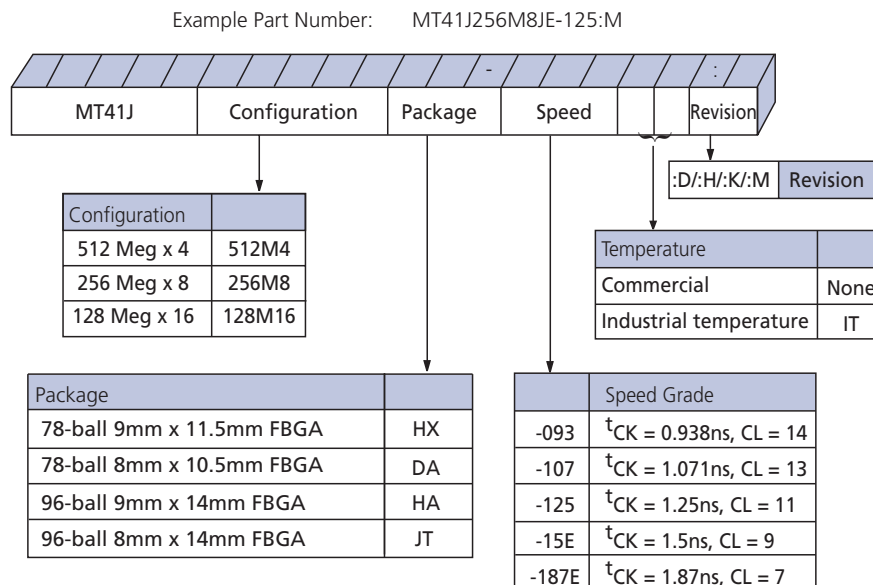 Example Part Number: MT41J256M8JE-125:M
- :
MT41J Configuration Package Speed Revision
:D/:H/:K/:M Revision
Configuration
512 Meg x 4 512M4
256 Meg x 8 256M8
128 Meg x 16 128M16
Temperature
Commercial None
Industrial temperature IT
Package
78-ball 9mm x 11.5mm FBGA HX
78-ball 8mm x 10.5mm FBGA DA
96-ball 9mm x 14mm FBGA HA
96-ball 8mm x 14mm FBGA JT
Speed Grade
-093 tCK = 0.938ns, CL = 14
-107 tCK = 1.071ns, CL = 13
-125 tCK = 1.25ns, CL = 11
-15E tCK = 1.5ns, CL = 9
-187E tCK = 1.87ns, CL = 7